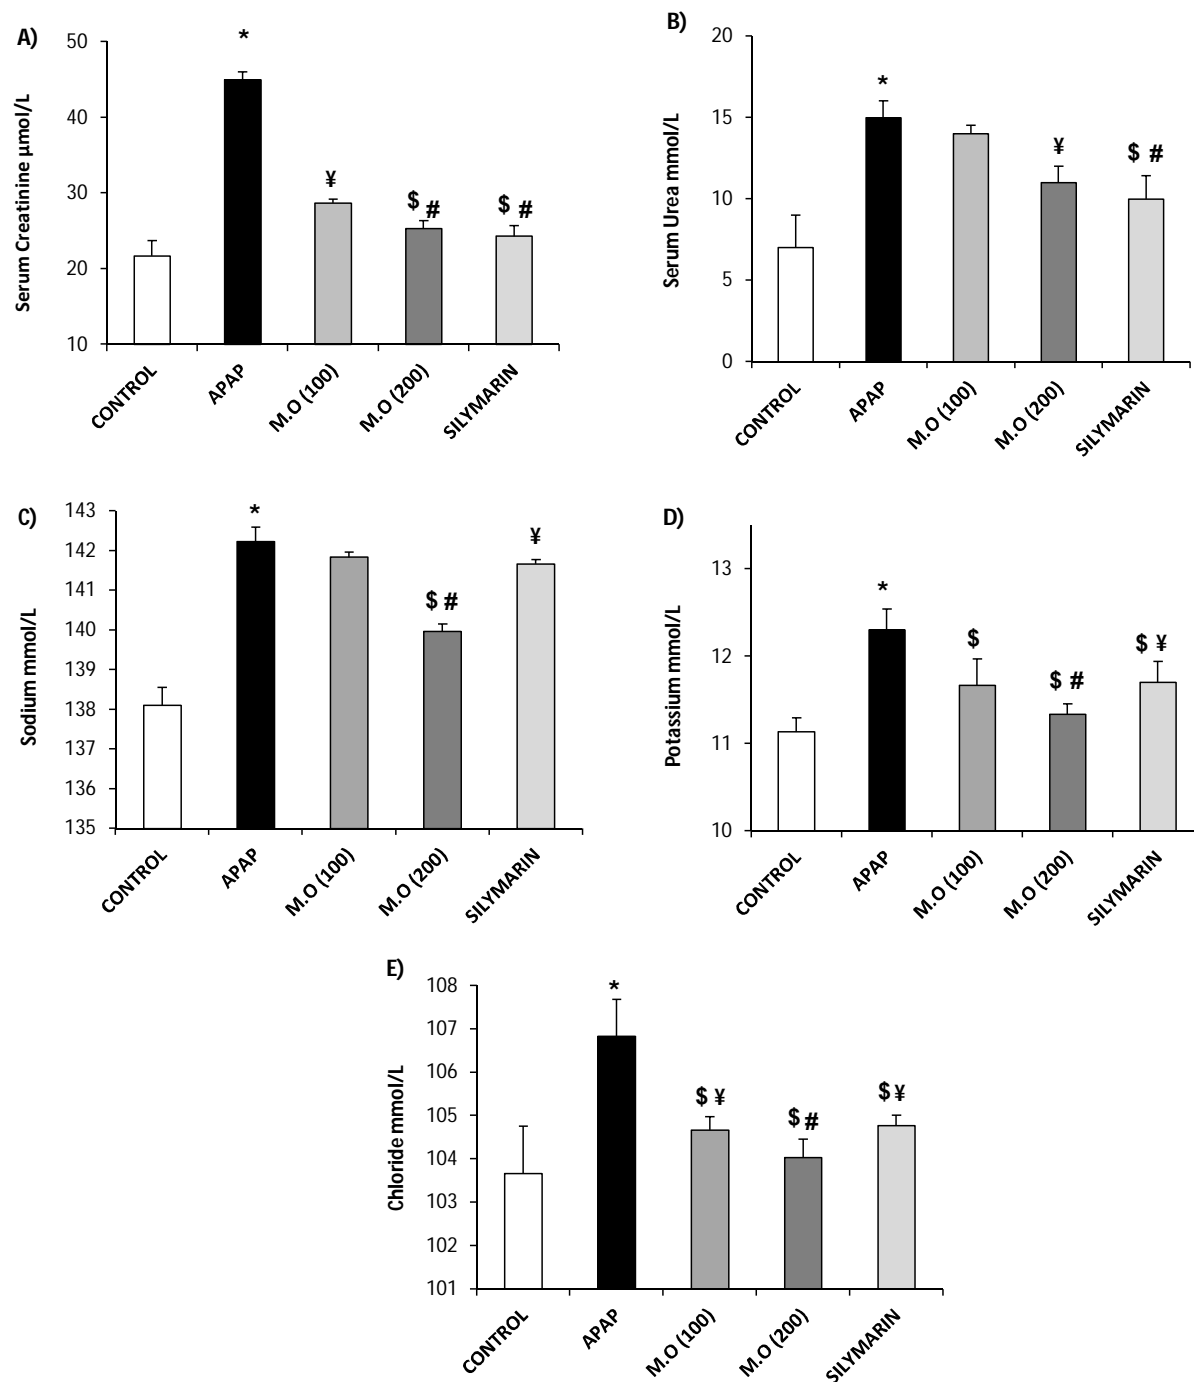 A)
Serum Creatinine µmol/L
50
40
30
20
10
*
¥
$ #
$ #
CONTROL
APAP
M.O (100)
M.O (200)
SILYMARIN
B)
Serum Urea mmol/L
20
15
10
5
0
*
¥
$ #
CONTROL
APAP
M.O (100)
M.O (200)
SILYMARIN
C)
Sodium mmol/L
143
142
141
140
139
138
137
136
135
*
$ #
¥
CONTROL
APAP
M.O (100)
M.O (200)
SILYMARIN
D)
Potassium mmol/L
13
12
11
10
*
$
$ #
$ ¥
CONTROL
APAP
M.O (100)
M.O (200)
SILYMARIN
E)
Chloride mmol/L
108
107
106
105
104
103
102
101
*
$ ¥
$ #
$ ¥
CONTROL
APAP
M.O (100)
M.O (200)
SILYMARIN